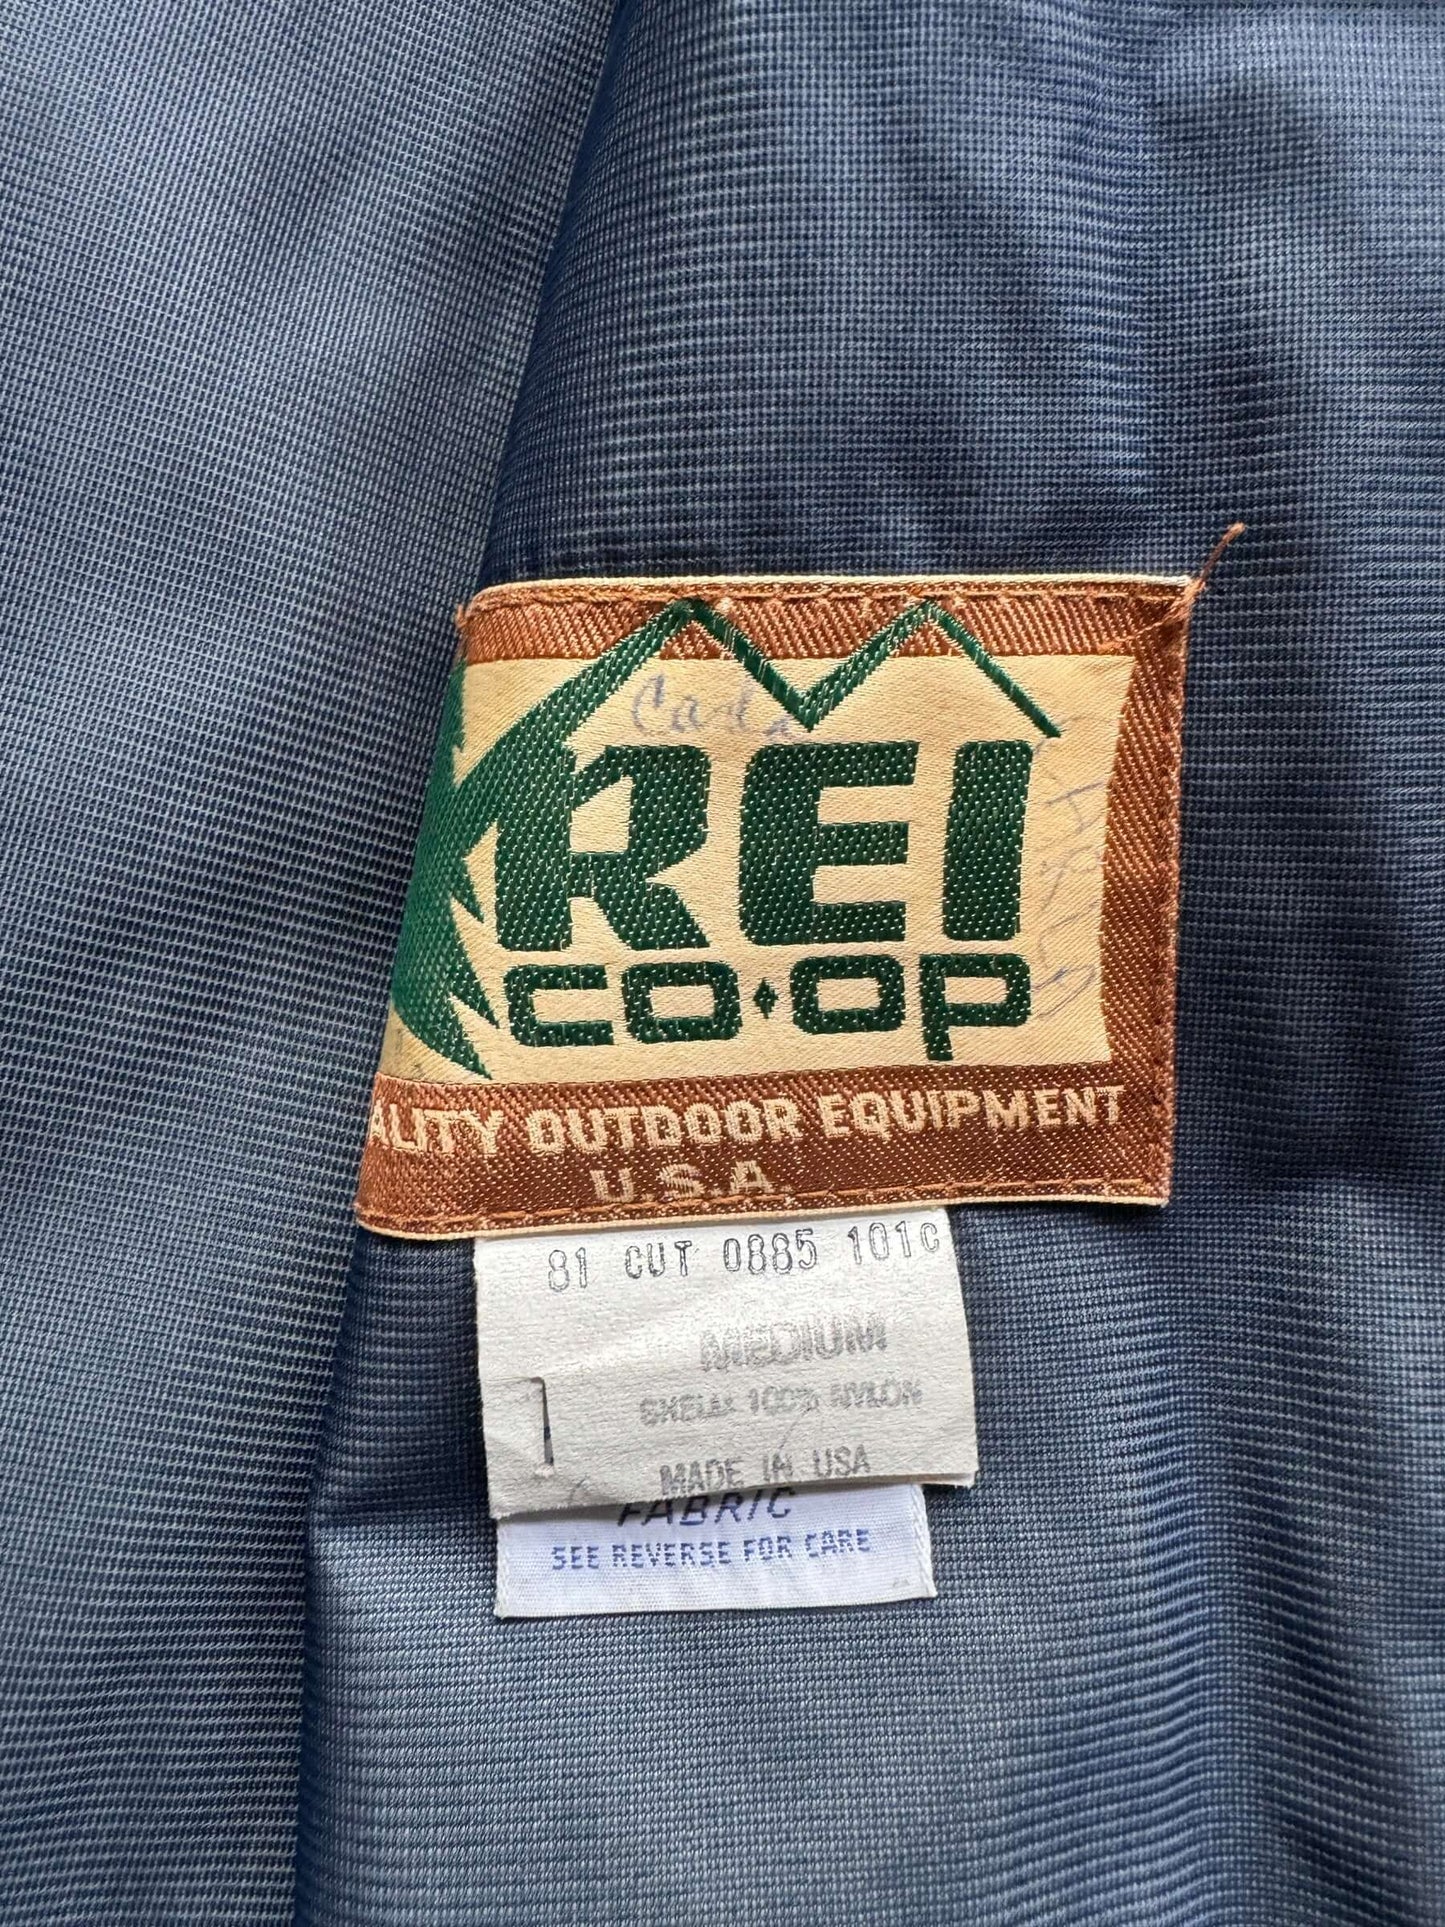 REI
CO·OP
ALITY OUTDOOR EQUIPMENT
U.S.A.
81 CUT 0885 101C
MEDIUM
SHELL: 100% NYLON
MADE IN USA
FABRIC
SEE REVERSE FOR CARE